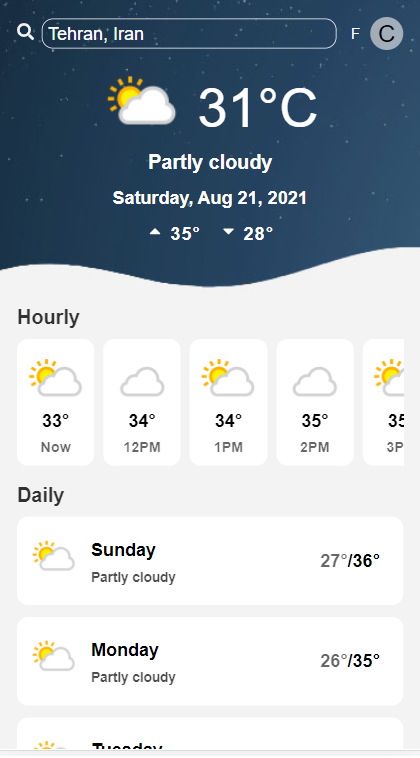 Tehran, Iran F C
31°C
Partly cloudy
Saturday, Aug 21, 2021
35° 28°
Hourly
33° 34° 34° 35° 35
Now 12PM 1PM 2PM 3P
Daily
Sunday
Partly cloudy
27°/36°
Monday
Partly cloudy
26°/35°
Tuesday